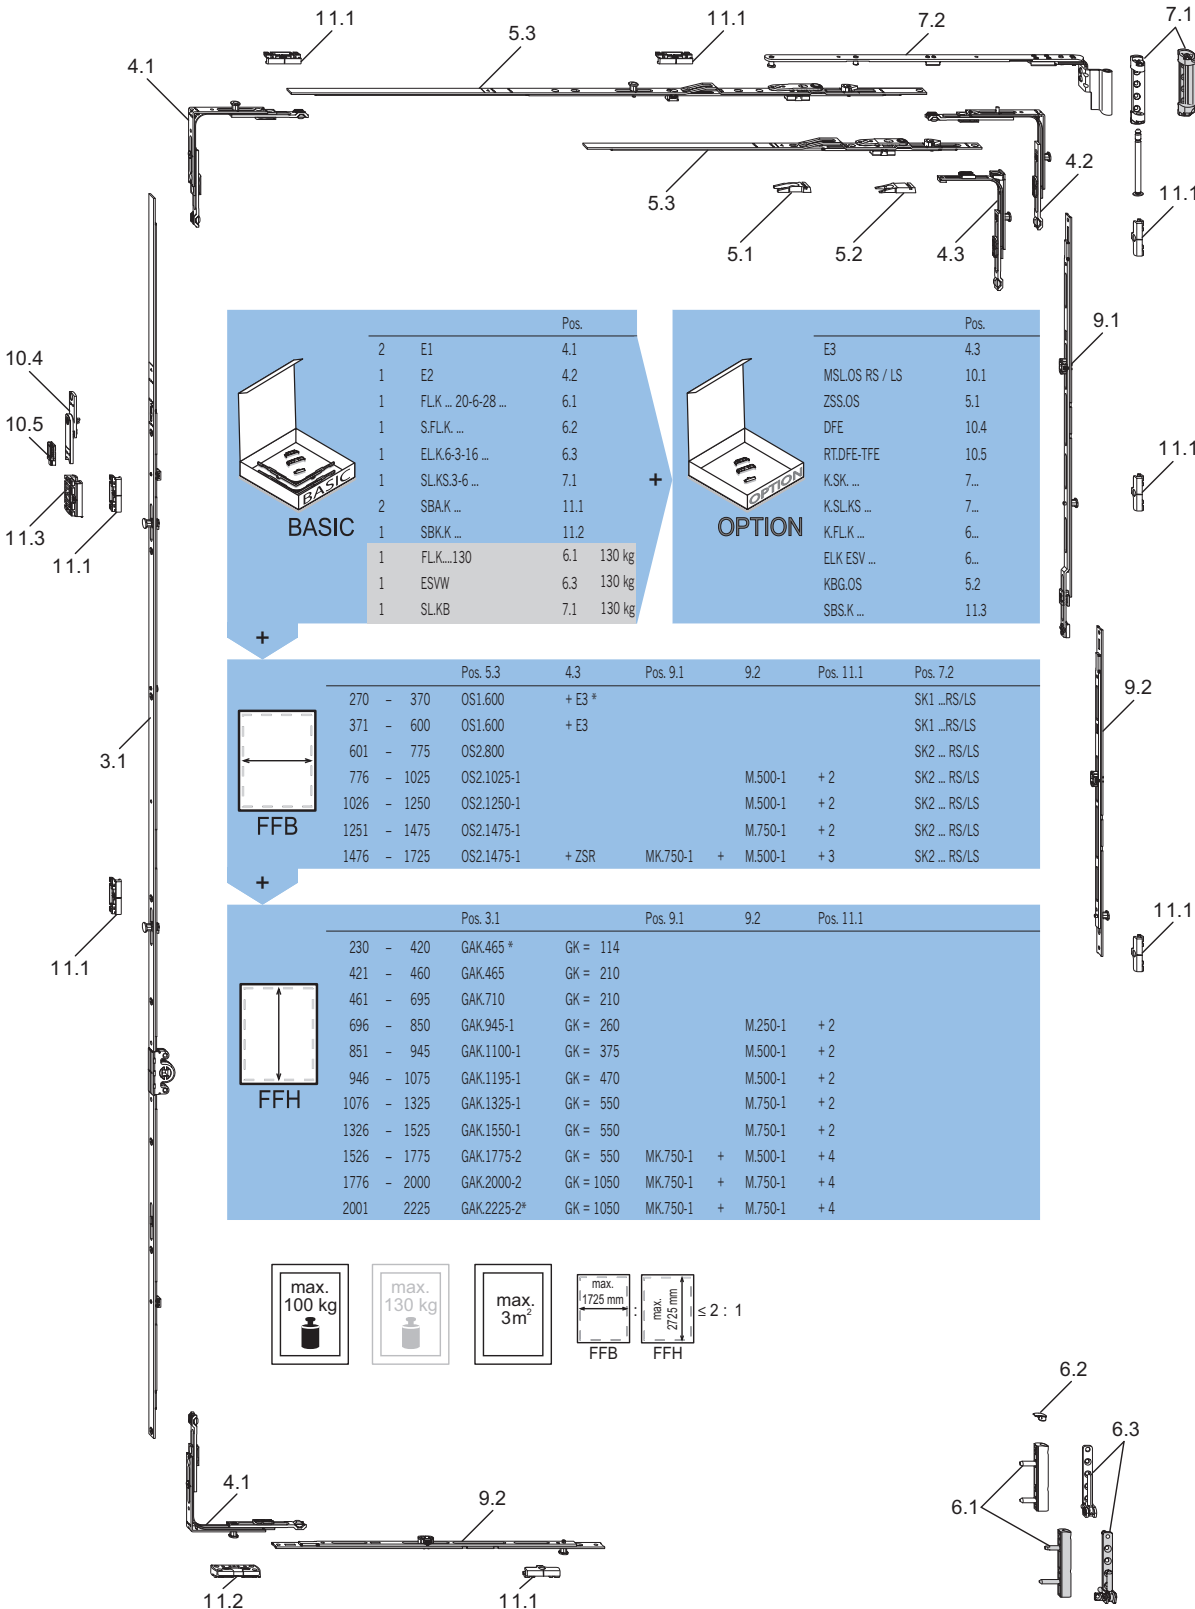 11.1
5.3
11.1
7.2
7.1
4.1
4.2
5.3
11.1
5.1
5.2
4.3
9.1
Pos.
2 E1 4.1
1 E2 4.2
1 FL.K ... 20-6-28 ... 6.1
1 S.FL.K. ... 6.2
1 EL.K.6-3-16 ... 6.3
1 SL.KS.3-6 ... 7.1
2 SBA.K ... 11.1
1 SBK.K ... 11.2
1 FL.K....130 6.1 130 kg
1 ESVW 6.3 130 kg
1 SL.KB 7.1 130 kg
BASIC
BASIC
+
Pos.
E3 4.3
MSL.OS RS / LS 10.1
ZSS.OS 5.1
DFE 10.4
RT.DFE-TFE 10.5
K.SK. ... 7...
K.SL.KS ... 7...
K.FL.K ... 6...
ELK ESV ... 6...
KBG.OS 5.2
SBS.K ... 11.3
OPTION
OPTION
10.4
10.5
11.3
11.1
11.1
+
Pos. 5.3 4.3 Pos. 9.1 9.2 Pos. 11.1 Pos. 7.2
270 – 370 OS1.600 + E3 * SK1 ...RS/LS
371 – 600 OS1.600 + E3 SK1 ...RS/LS
601 – 775 OS2.800 SK2 ... RS/LS
776 – 1025 OS2.1025-1 M.500-1 + 2 SK2 ... RS/LS
1026 – 1250 OS2.1250-1 M.500-1 + 2 SK2 ... RS/LS
1251 – 1475 OS2.1475-1 M.750-1 + 2 SK2 ... RS/LS
1476 – 1725 OS2.1475-1 + ZSR MK.750-1 + M.500-1 + 3 SK2 ... RS/LS
FFB
3.1
9.2
+
Pos. 3.1 Pos. 9.1 9.2 Pos. 11.1
230 – 420 GAK.465 * GK = 114
421 – 460 GAK.465 GK = 210
461 – 695 GAK.710 GK = 210
696 – 850 GAK.945-1 GK = 260 M.250-1 + 2
851 – 945 GAK.1100-1 GK = 375 M.500-1 + 2
946 – 1075 GAK.1195-1 GK = 470 M.500-1 + 2
1076 – 1325 GAK.1325-1 GK = 550 M.750-1 + 2
1326 – 1525 GAK.1550-1 GK = 550 M.750-1 + 2
1526 – 1775 GAK.1775-2 GK = 550 MK.750-1 + M.500-1 + 4
1776 – 2000 GAK.2000-2 GK = 1050 MK.750-1 + M.750-1 + 4
2001 2225 GAK.2225-2* GK = 1050 MK.750-1 + M.750-1 + 4
FFH
11.1
11.1
max.
100 kg
max.
130 kg
max.
3m²
max.
1725 mm
FFB
:
max.
2725 mm
FFH
≤ 2 : 1
6.2
6.3
6.1
4.1
9.2
11.2
11.1